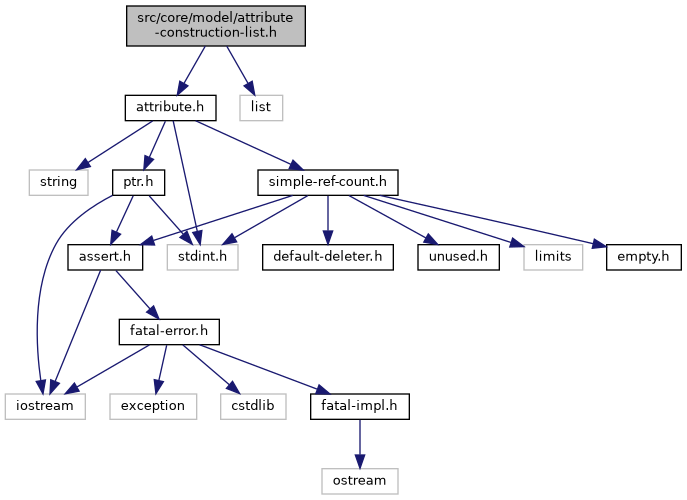 src/core/model/attribute
-construction-list.h
attribute.h
list
string
ptr.h
simple-ref-count.h
assert.h
stdint.h
default-deleter.h
unused.h
limits
empty.h
fatal-error.h
iostream
exception
cstdlib
fatal-impl.h
ostream